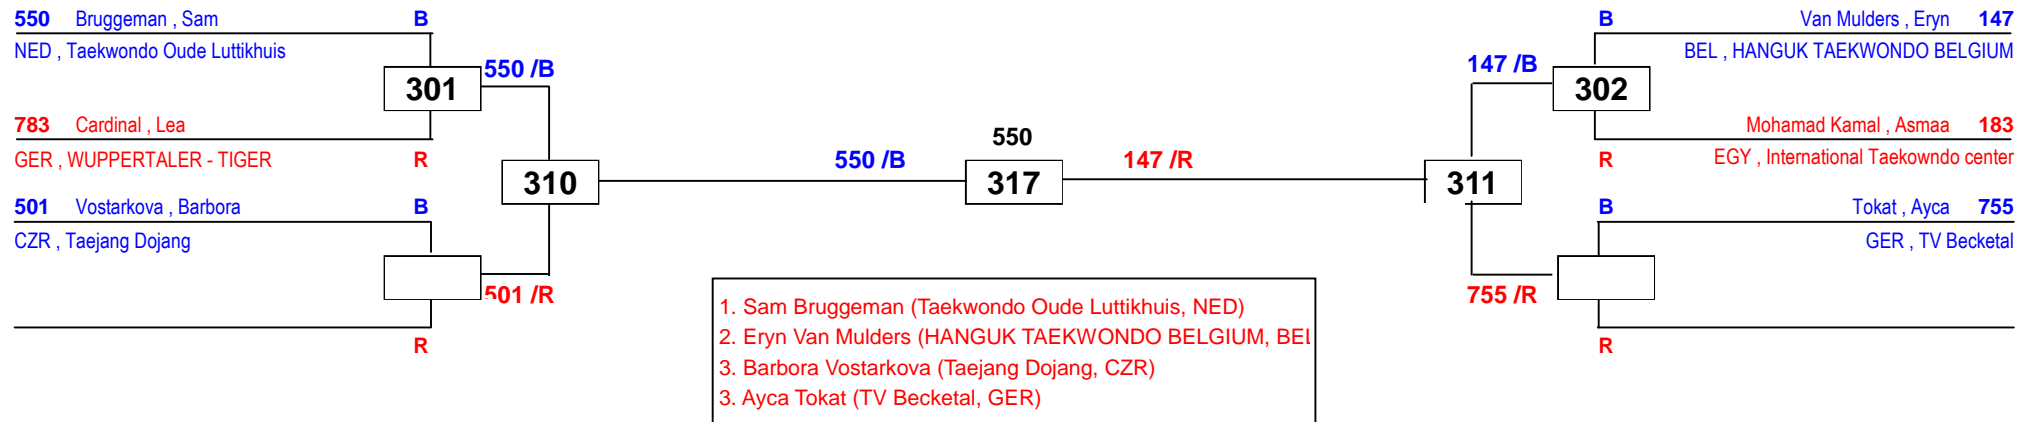 550 Bruggeman , Sam B
NED , Taekwondo Oude Luttikhuis
301
550 /B
783 Cardinal , Lea
GER , WUPPERTALER - TIGER R
310
501 Vostarkova , Barbora B
CZR , Taejang Dojang
501 /R
R
550 /B
550
317
147 /R
B Van Mulders , Eryn 147
BEL , HANGUK TAEKWONDO BELGIUM
147 /B
302
Mohamad Kamal , Asmaa 183
R EGY , International Taekowndo center
311
B Tokat , Ayca 755
GER , TV Becketal
755 /R
R
1. Sam Bruggeman (Taekwondo Oude Luttikhuis, NED)
2. Eryn Van Mulders (HANGUK TAEKWONDO BELGIUM, BEL
3. Barbora Vostarkova (Taejang Dojang, CZR)
3. Ayca Tokat (TV Becketal, GER)